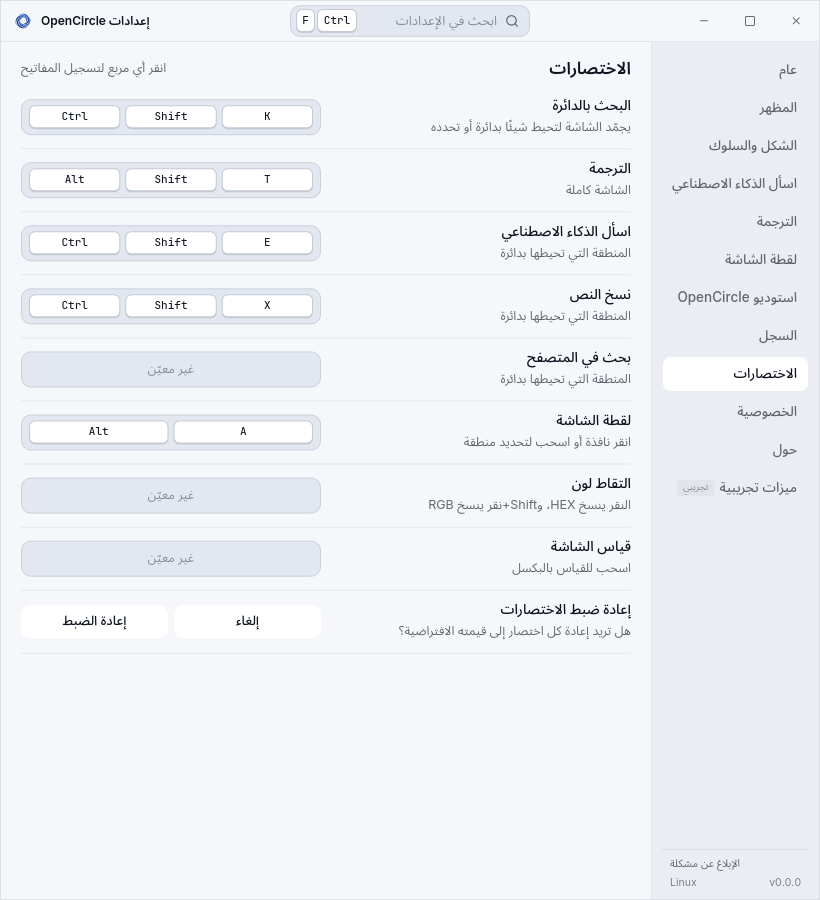 إعدادات OpenCircle
ابحث في الإعدادات
Ctrl F
عام
المظهر
الشكل والسلوك
اسأل الذكاء الاصطناعي
الترجمة
لقطة الشاشة
استوديو OpenCircle
السجل
الاختصارات
الخصوصية
حول
ميزات تجريبية تجريبي
الإبلاغ عن مشكلة
Linux v0.0.0
الاختصارات
انقر أي مربع لتسجيل المفاتيح
البحث بالدائرة
يجمّد الشاشة لتحيط شيئًا بدائرة أو تحدده
Ctrl Shift K
الترجمة
الشاشة كاملة
Alt Shift T
اسأل الذكاء الاصطناعي
المنطقة التي تحيطها بدائرة
Ctrl Shift E
نسخ النص
المنطقة التي تحيطها بدائرة
Ctrl Shift X
بحث في المتصفح
المنطقة التي تحيطها بدائرة
غير معيّن
لقطة الشاشة
انقر نافذة أو اسحب لتحديد منطقة
Alt A
التقاط لون
النقر ينسخ HEX، وShift+نقر ينسخ RGB
غير معيّن
قياس الشاشة
اسحب للقياس بالبكسل
غير معيّن
إعادة ضبط الاختصارات
هل تريد إعادة كل اختصار إلى قيمته الافتراضية؟
إلغاء
إعادة الضبط